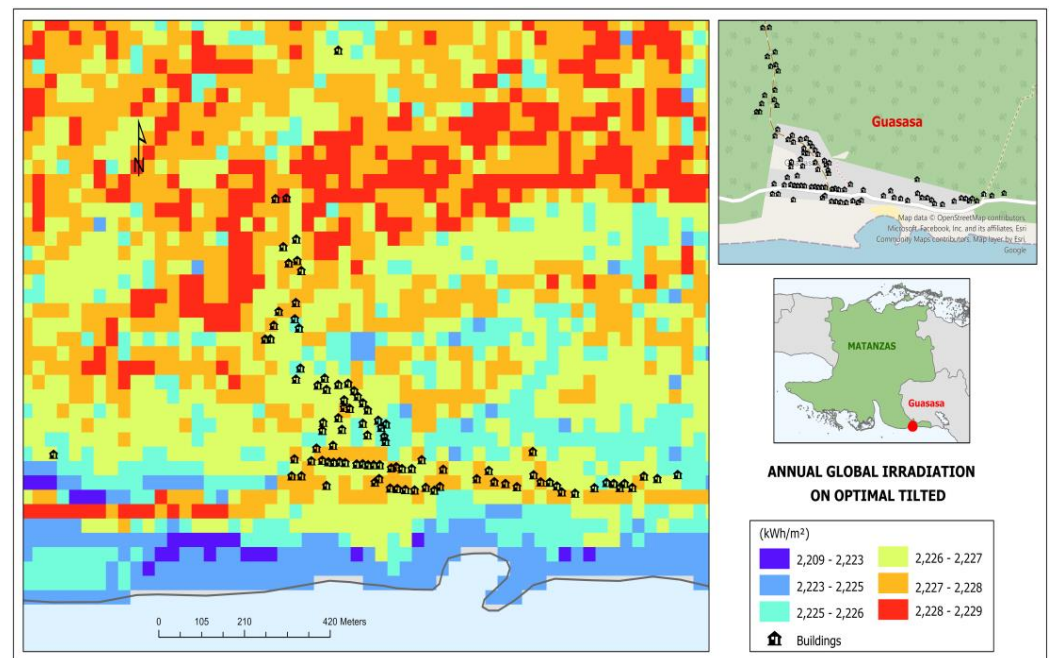 N
0 105 210 420 Meters
Guasasa
Map data © OpenStreetMap contributors,
Microsoft, Facebook, Inc. and its affiliates, Esri
Community Maps contributors, Map layer by Esri,
Google
MATANZAS
Guasasa
ANNUAL GLOBAL IRRADIATION
ON OPTIMAL TILTED
(kWh/m²)
2,209 - 2,223
2,223 - 2,225
2,225 - 2,226
2,226 - 2,227
2,227 - 2,228
2,228 - 2,229
Buildings